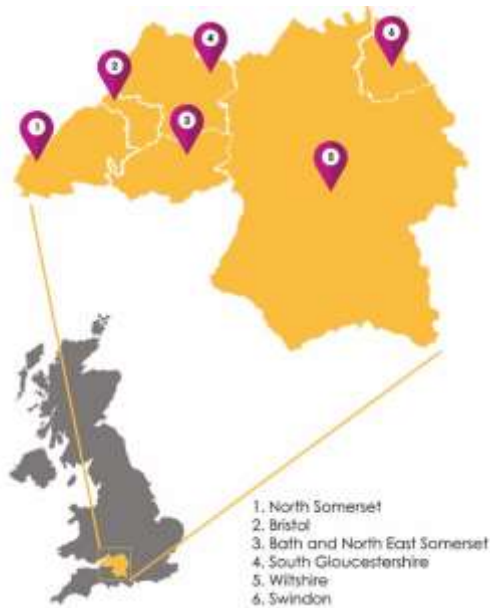 4
6
2
3
1
5
1. North Somerset
2. Bristol
3. Bath and North East Somerset
4. South Gloucestershire
5. Wiltshire
6. Swindon